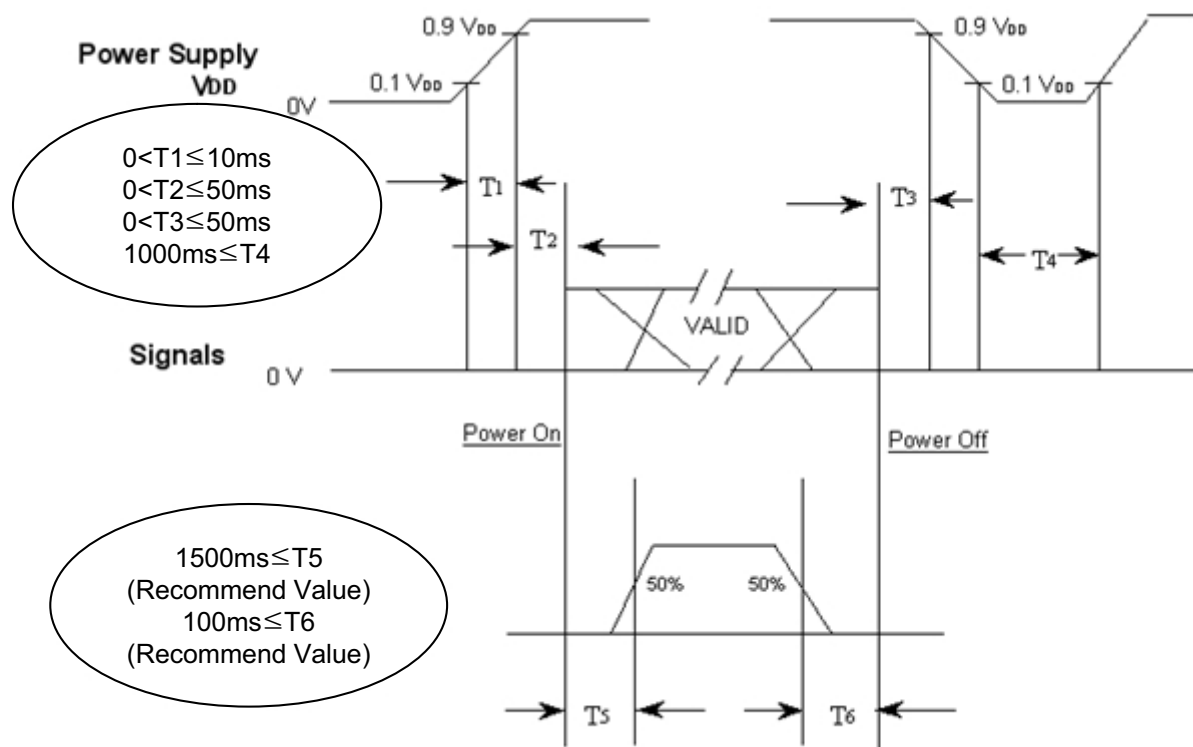 0.9 VDD
0.9 VDD
Power Supply
VDD
0.1 VDD
0.1 VDD
0V
0<T1≦10ms
0<T2≦50ms
0<T3≦50ms
1000ms≦T4
T1
T3
T2
T4
VALID
Signals
0 V
Power On
Power Off
1500ms≦T5
(Recommend Value)
100ms≦T6
(Recommend Value)
50%
50%
T5
T6